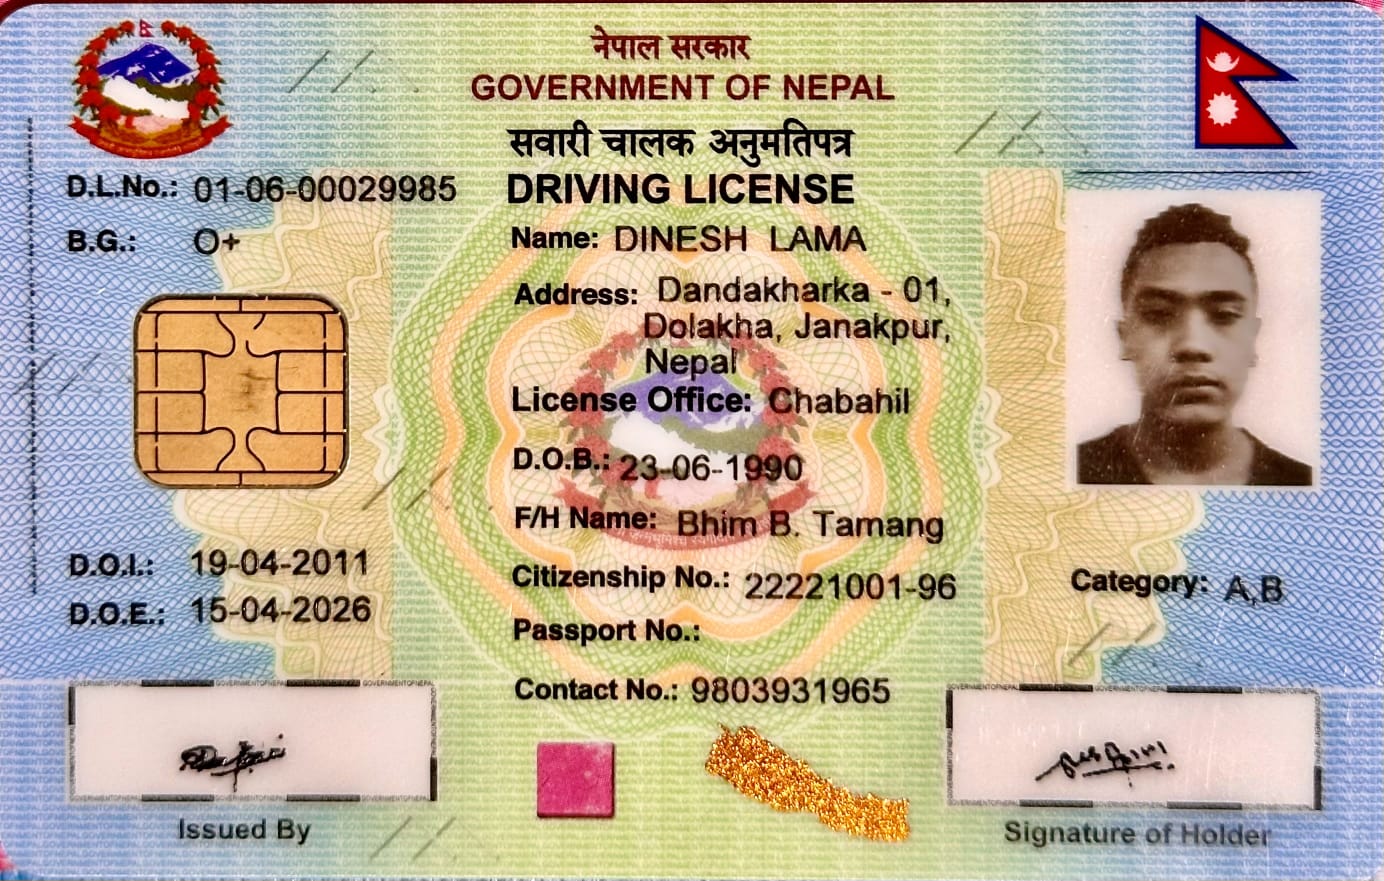 नेपाल सरकार
GOVERNMENT OF NEPAL
सवारी चालक अनुमतिपत्र
DRIVING LICENSE
D.L.No.: 01-06-00029985
B.G.: O+
Name: DINESH LAMA
Address: Dandakharka - 01,
Dolakha, Janakpur,
Nepal
License Office: Chabahil
D.O.B.: 23-06-1990
F/H Name: Bhim B. Tamang
D.O.I.: 19-04-2011
Citizenship No.: 22221001-96
Category: A,B
D.O.E.: 15-04-2026
Passport No.:
Contact No.: 9803931965
Issued By
Signature of Holder